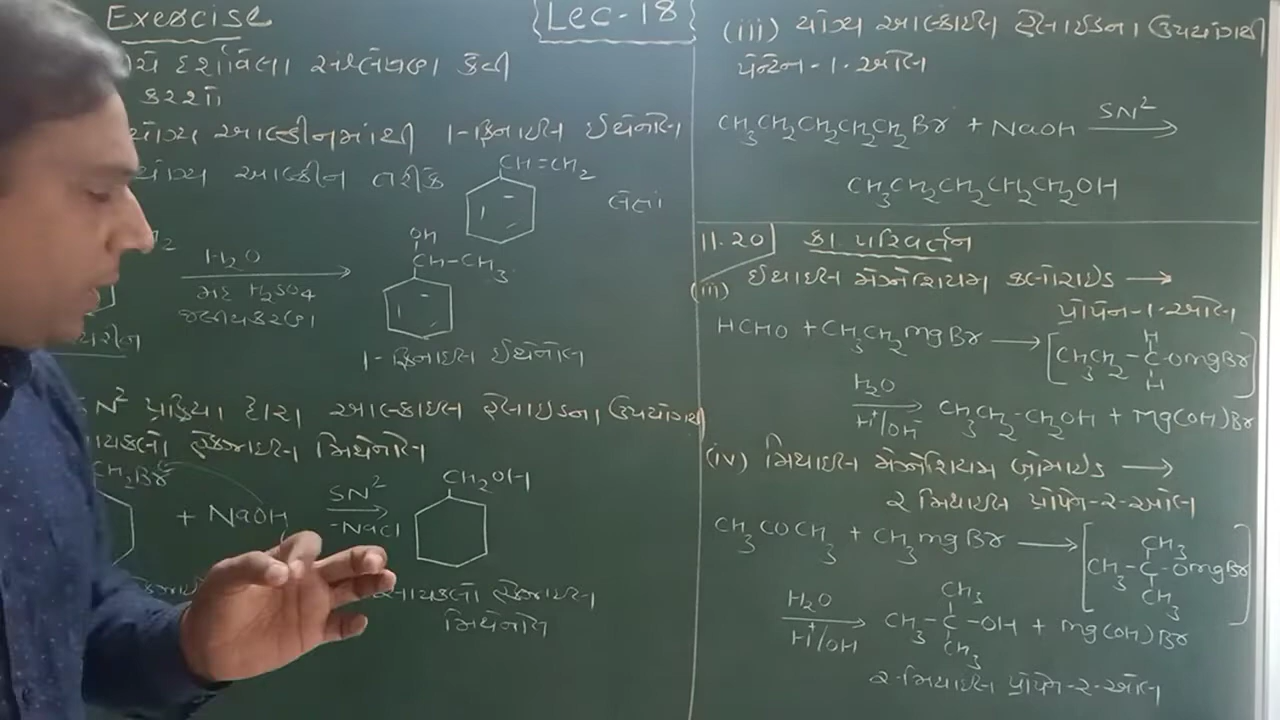 Exercise
Lec-18
દર્શાવેલા સંશ્લેષણ કેવી
કરશો
યોગ્ય આલ્કીનમાંથી 1-ફિનાઇલ ઈથેનોલ
યોગ્ય આલ્કીન તરીકે
CH=CH2
લેતાં
H2O
મંદ H2SO4
જલીયકરણ
OH
CH-CH3
1-ફિનાઇલ ઈથેનોલ
SN2 પ્રક્રિયા દ્વારા આલ્કાઇલ હેલાઇડના ઉપયોગથી
સાયક્લો હેક્ઝાઇલ મિથેનોલ
CH2Br
+ NaOH
SN2
-NaCl
CH2OH
સાયક્લો હેક્ઝાઇલ
મિથેનોલ
(iii) યોગ્ય આલ્કાઇલ હેલાઇડના ઉપયોગથી
પેન્ટેન-1-ઓલ
CH3CH2CH2CH2CH2Br + NaOH SN2 →
CH3CH2CH2CH2CH2OH
11.20 કા પરિવર્તન
(iii) ઈથાઇલ મેગ્નેશિયમ ક્લોરાઇડ →
પ્રોપેન-1-ઓલ
HCHO + CH3CH2MgBr → [CH3CH2-C-OMgBr]
H
H
H2O
H+/OH-
CH3CH2-CH2OH + Mg(OH)Br
(iv) મિથાઇલ મેગ્નેશિયમ બ્રોમાઇડ →
2 મિથાઇલ પ્રોપેન-2-ઓલ
CH3COCH3 + CH3MgBr → [CH3-C-OMgBr]
CH3
CH3
H2O
H+/OH
CH3-C-OH + Mg(OH)Br
CH3
CH3
2-મિથાઇલ પ્રોપેન-2-ઓલ